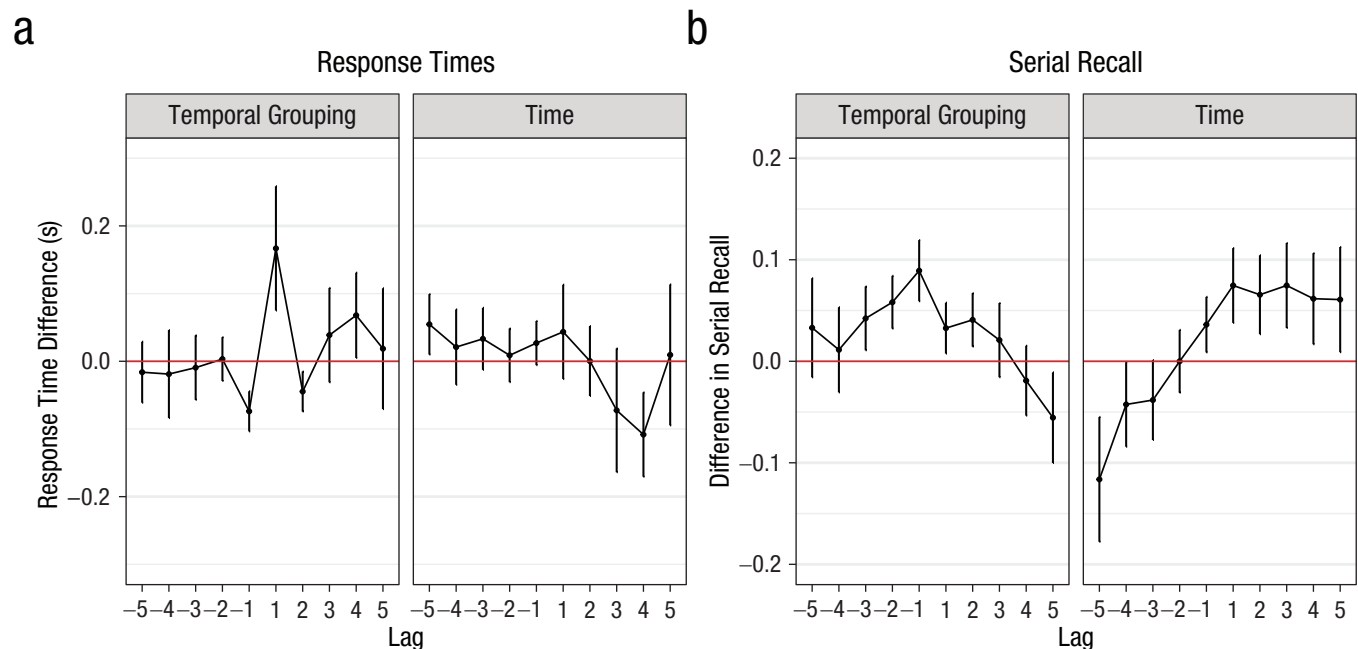 a
Response Times
Temporal Grouping
Time
Response Time Difference (s)
0.2
0.0
−0.2
−5 −4 −3 −2 −1 1 2 3 4 5
−5 −4 −3 −2 −1 1 2 3 4 5
Lag
b
Serial Recall
Temporal Grouping
Time
Difference in Serial Recall
0.2
0.1
0.0
−0.1
−0.2
−5 −4 −3 −2 −1 1 2 3 4 5
−5 −4 −3 −2 −1 1 2 3 4 5
Lag